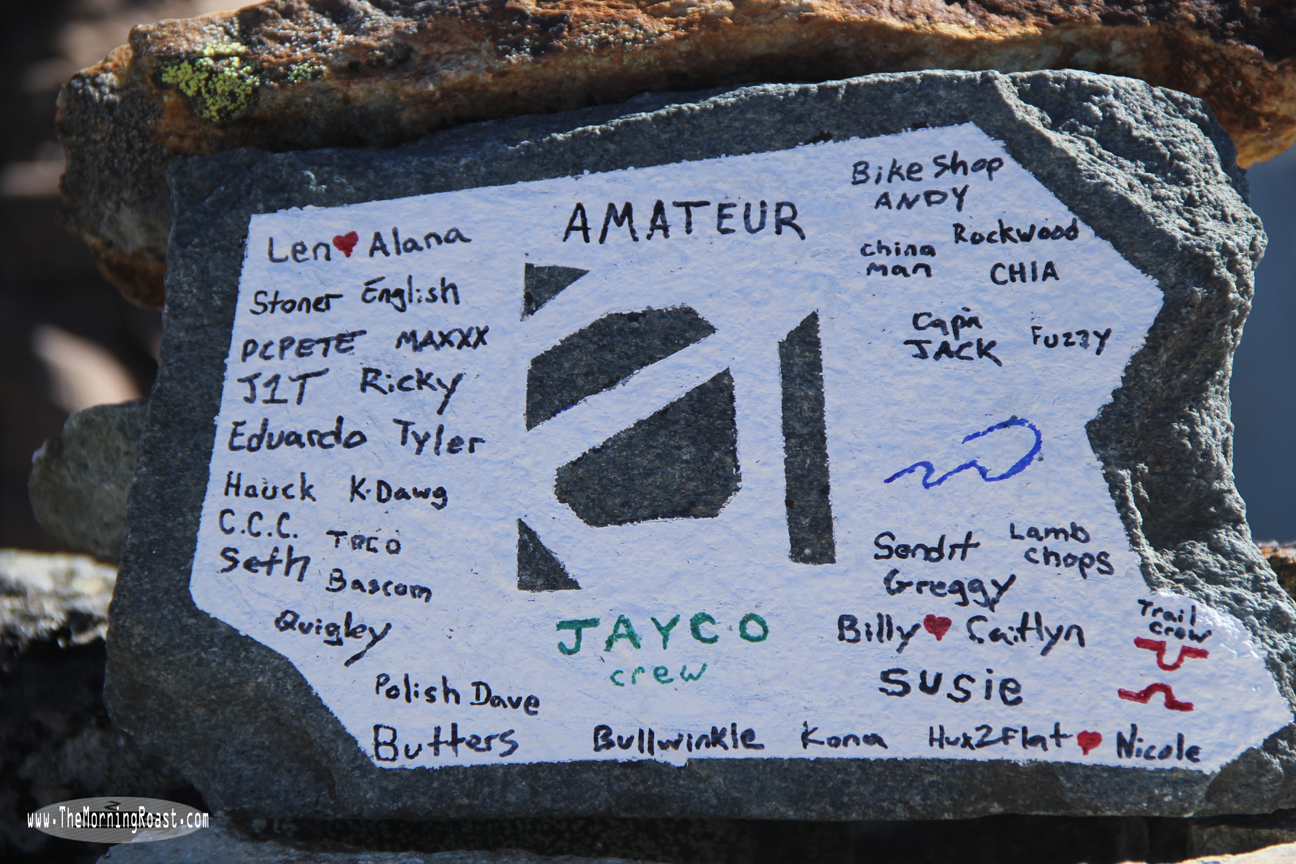 AMATEUR
Len♥Alana
Stoner English
PCPETE MAXXX
J1T Ricky
Eduardo Tyler
Hauck K-Dawg
C.C.C.
TBCO
Seth
Bascom
Quigley
Polish Dave
Butters
Bike Shop
ANDY
Rockwood
china
man
CHIA
Capn
JACK
Fuzzy
Sendit
Greggy
Lamb
chops
Billy♥Caitlyn
Susie
Trail
crew
JAYCO
crew
Bullwinkle Kona Hux2Flat♥Nicole
www.TheMorningRoast.com